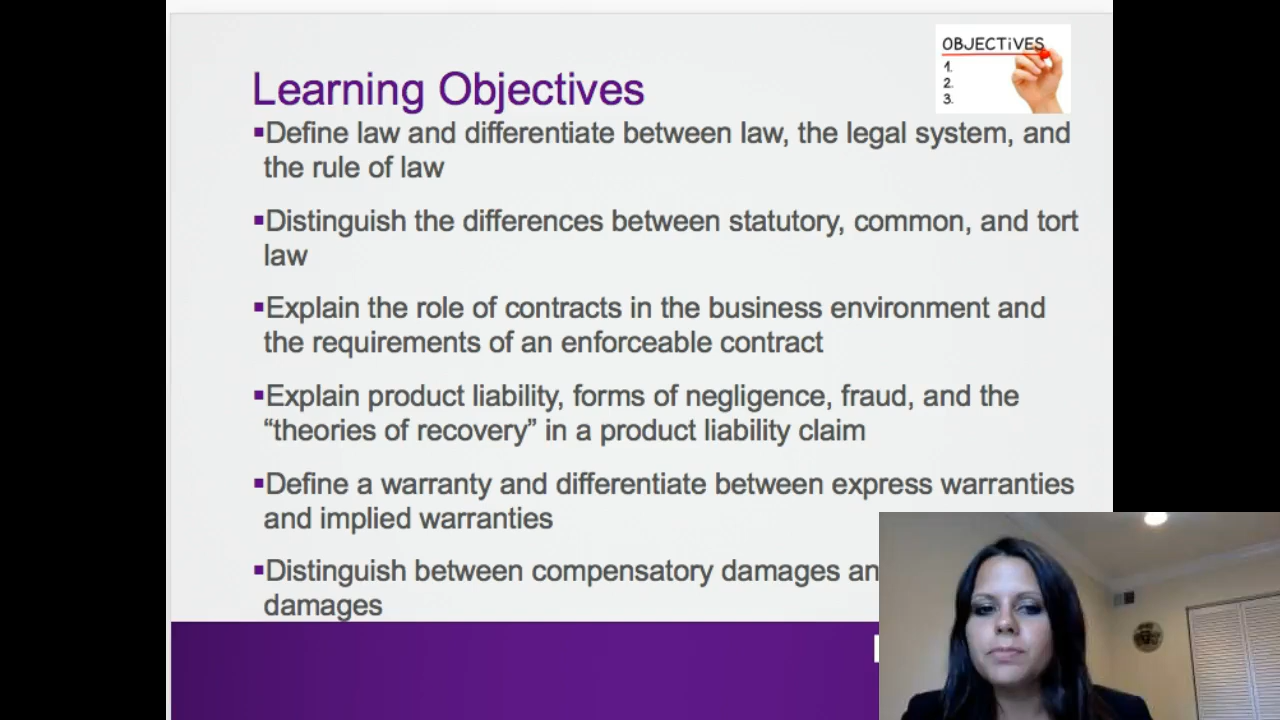 OBJECTIVES
1.
2.
3.
Learning Objectives
▪Define law and differentiate between law, the legal system, and
the rule of law
▪Distinguish the differences between statutory, common, and tort
law
▪Explain the role of contracts in the business environment and
the requirements of an enforceable contract
▪Explain product liability, forms of negligence, fraud, and the
“theories of recovery” in a product liability claim
▪Define a warranty and differentiate between express warranties
and implied warranties
▪Distinguish between compensatory damages an
damages